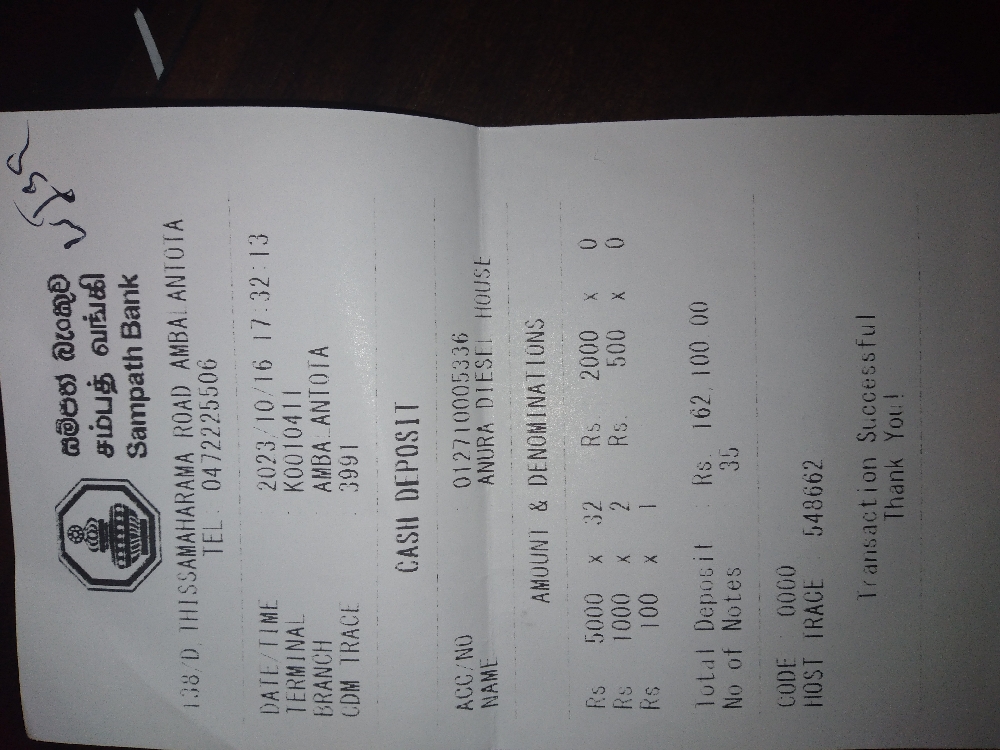 සම්පත් බැංකුව
சம்பத் வங்கி
Sampath Bank
138/D, THISSAMAHARAMA ROAD AMBALANTOTA
TEL : 0472225506
DATE/TIME : 2023/10/16 17:32:13
TERMINAL : K0010411
BRANCH : AMBALANTOTA
CDM TRACE : 3991
CASH DEPOSIT
ACC/NO : 012710005336
NAME : ANURA DIESEL HOUSE
AMOUNT & DENOMINATIONS
Rs 5000 x 32 Rs. 2000 x 0
Rs 1000 x 2 Rs. 500 x 0
Rs 100 x 1
Total Deposit : Rs. 162,100.00
No of Notes 35
CODE 0000
HOST TRACE 548662
Transaction Successful
Thank You!